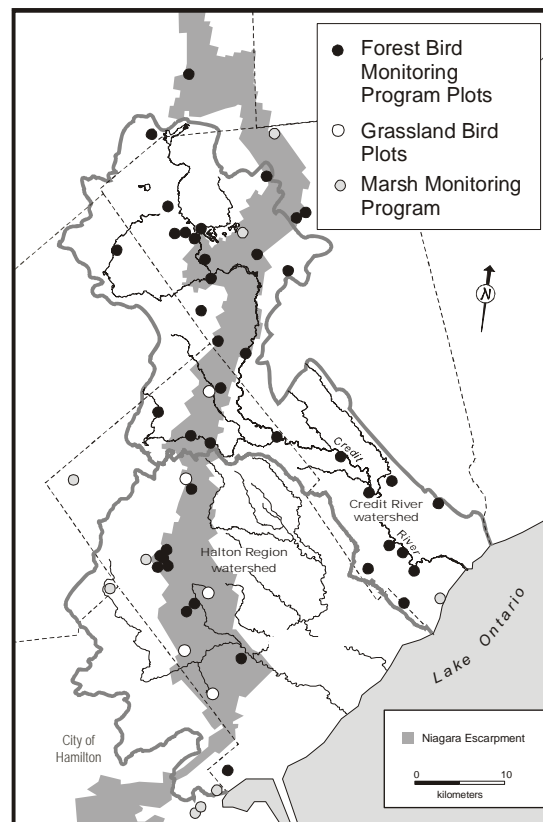 Forest Bird
Monitoring
Program Plots
Grassland Bird
Plots
Marsh Monitoring
Program
N
Credit
River
Credit River
watershed
Halton Region
watershed
Lake Ontario
City of
Hamilton
Niagara Escarpment
0 10
kilometers